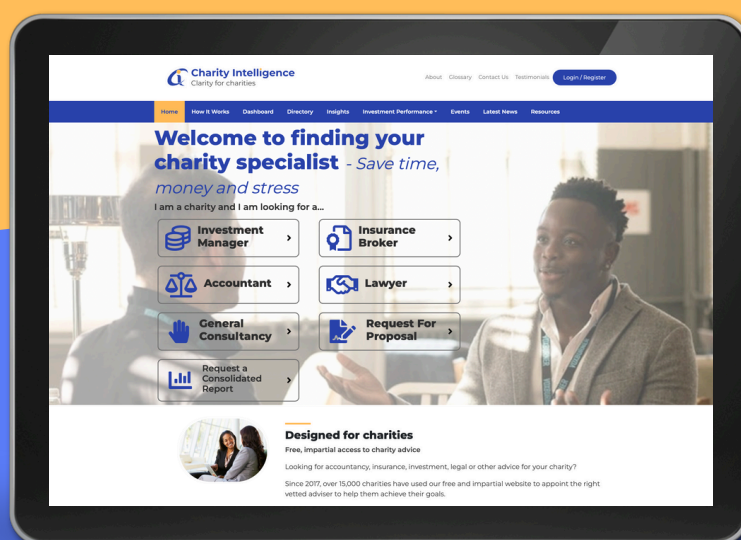 Charity Intelligence
Clarity for charities
About Glossary Contact Us Testimonials Login / Register
Home How It Works Dashboard Directory Insights Investment Performance Events Latest News Resources
Welcome to finding your
charity specialist - Save time,
money and stress
I am a charity and I am looking for a...
Investment
Manager
Insurance
Broker
Accountant
Lawyer
General
Consultancy
Request For
Proposal
Request a
Consolidated
Report
Designed for charities
Free, impartial access to charity advice
Looking for accountancy, insurance, investment, legal or other advice for your charity?
Since 2017, over 15,000 charities have used our free and impartial website to appoint the right
vetted adviser to help them achieve their goals.